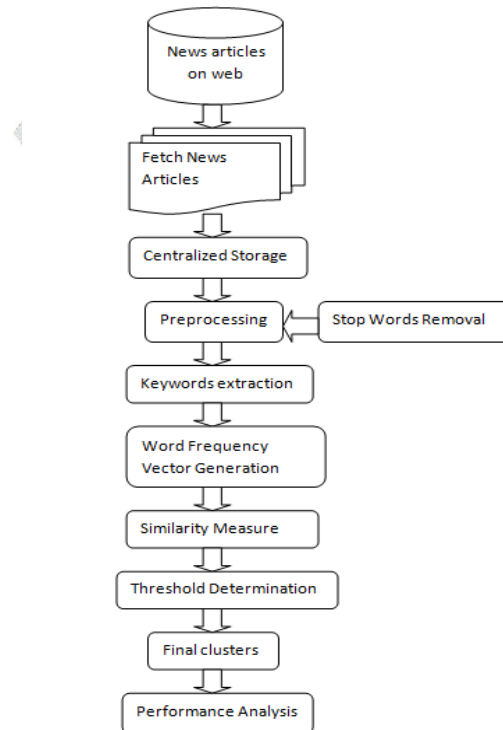 News articles
on web
Fetch News
Articles
Centralized Storage
Preprocessing
Stop Words Removal
Keywords extraction
Word Frequency
Vector Generation
Similarity Measure
Threshold Determination
Final clusters
Performance Analysis